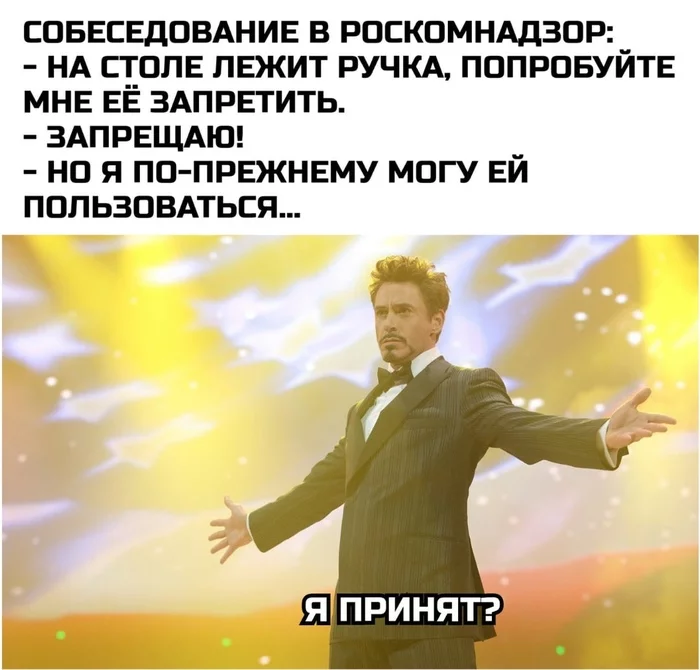 СОБЕСЕДОВАНИЕ В РОСКОМНАДЗОР:
- НА СТОЛЕ ЛЕЖИТ РУЧКА, ПОПРОБУЙТЕ
МНЕ ЕЁ ЗАПРЕТИТЬ.
- ЗАПРЕЩАЮ!
- НО Я ПО-ПРЕЖНЕМУ МОГУ ЕЙ
ПОЛЬЗОВАТЬСЯ...
Я ПРИНЯТ?